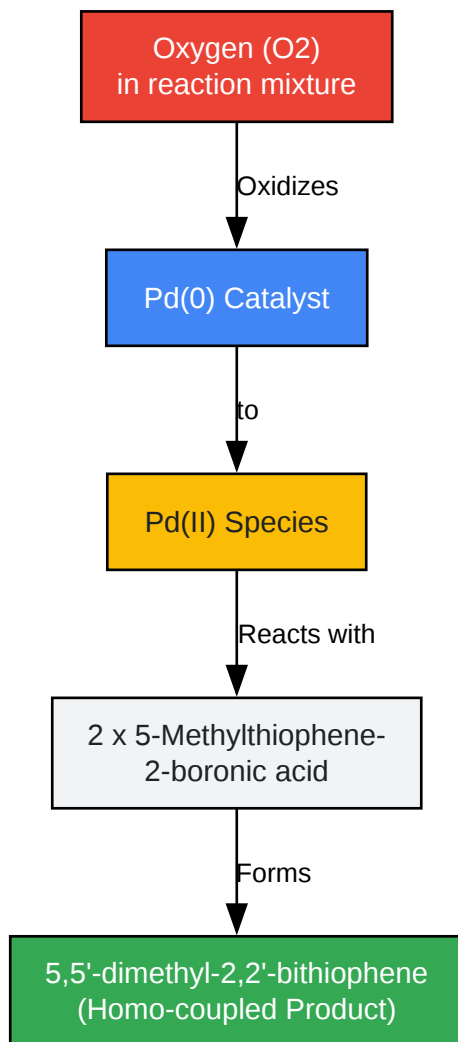 Oxygen (O2)
in reaction mixture
Oxidizes
Pd(0) Catalyst
to
Pd(II) Species
Reacts with
2 x 5-Methylthiophene-
2-boronic acid
Forms
5,5'-dimethyl-2,2'-bithiophene
(Homo-coupled Product)